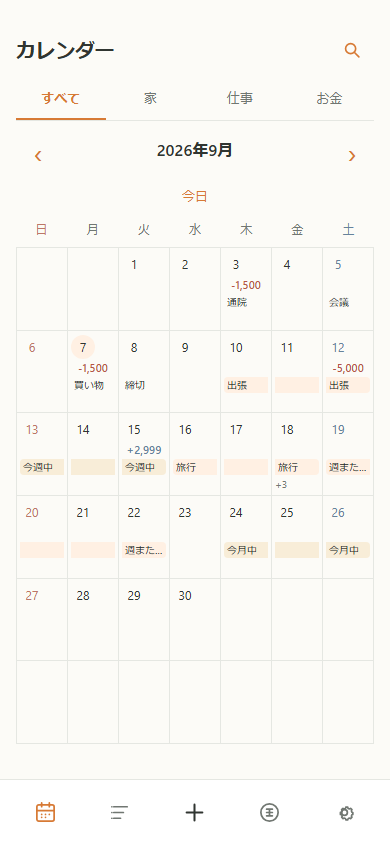 カレンダー
すべて 家 仕事 お金
2026年9月
今日
日 月 火 水 木 金 土
1 2 3 4 5
-1,500
通院 会議
6 7 8 9 10 11 12
-1,500 -5,000
買い物 締切 出張 出張
13 14 15 16 17 18 19
+2,999
今週中 今週中 旅行 旅行 週また...
+3
20 21 22 23 24 25 26
週また... 今月中 今月中
27 28 29 30